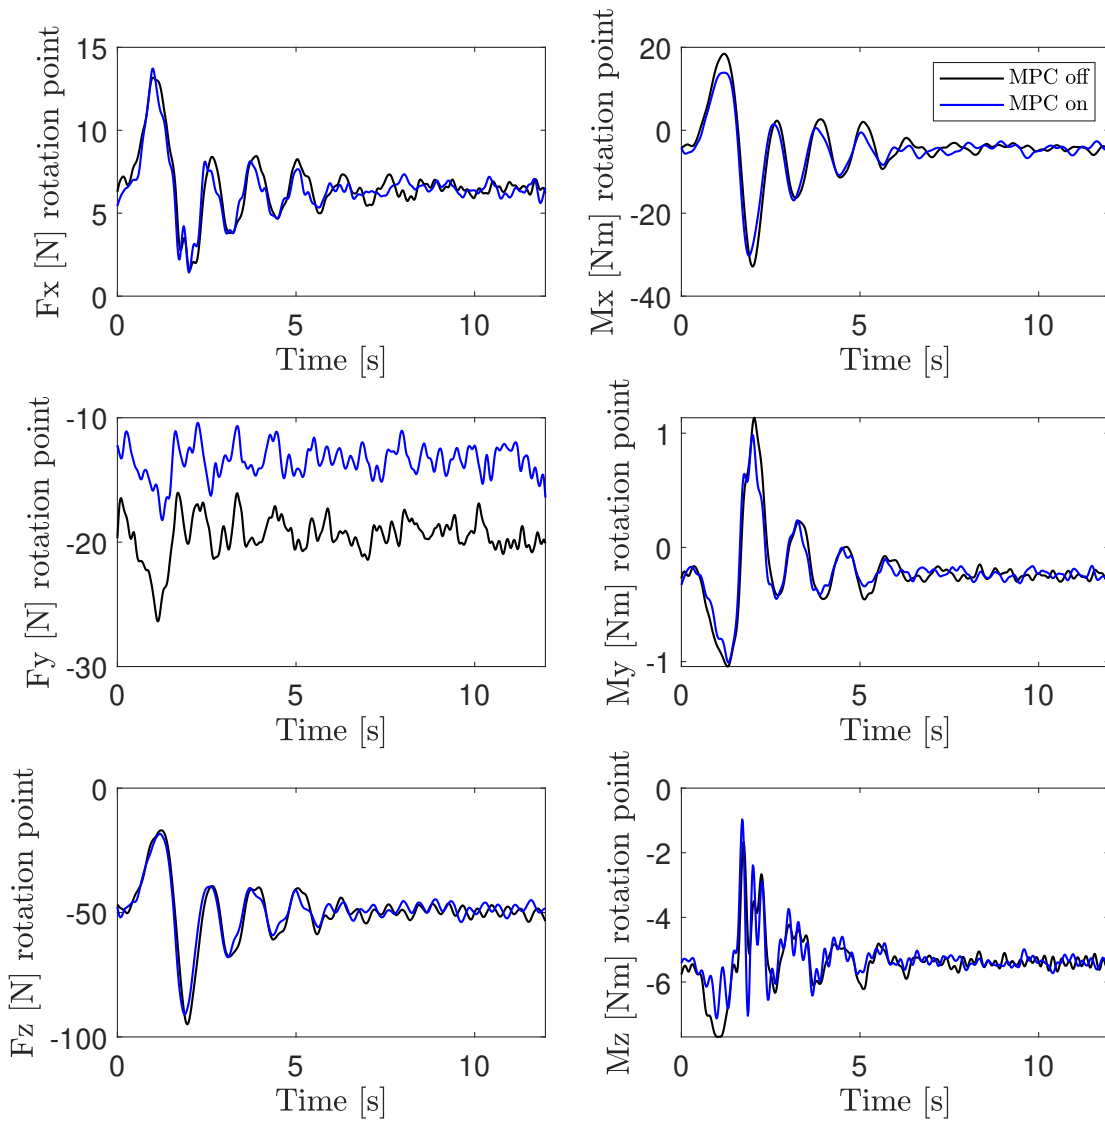 Fx [N] rotation point
15
10
5
0
0
5
10
Time [s]
Mx [Nm] rotation point
20
0
-20
-40
0
5
10
Time [s]
MPC off
MPC on
Fy [N] rotation point
-10
-20
-30
0
5
10
Time [s]
My [Nm] rotation point
1
0
-1
0
5
10
Time [s]
Fz [N] rotation point
0
-50
-100
0
5
10
Time [s]
Mz [Nm] rotation point
0
-2
-4
-6
0
5
10
Time [s]